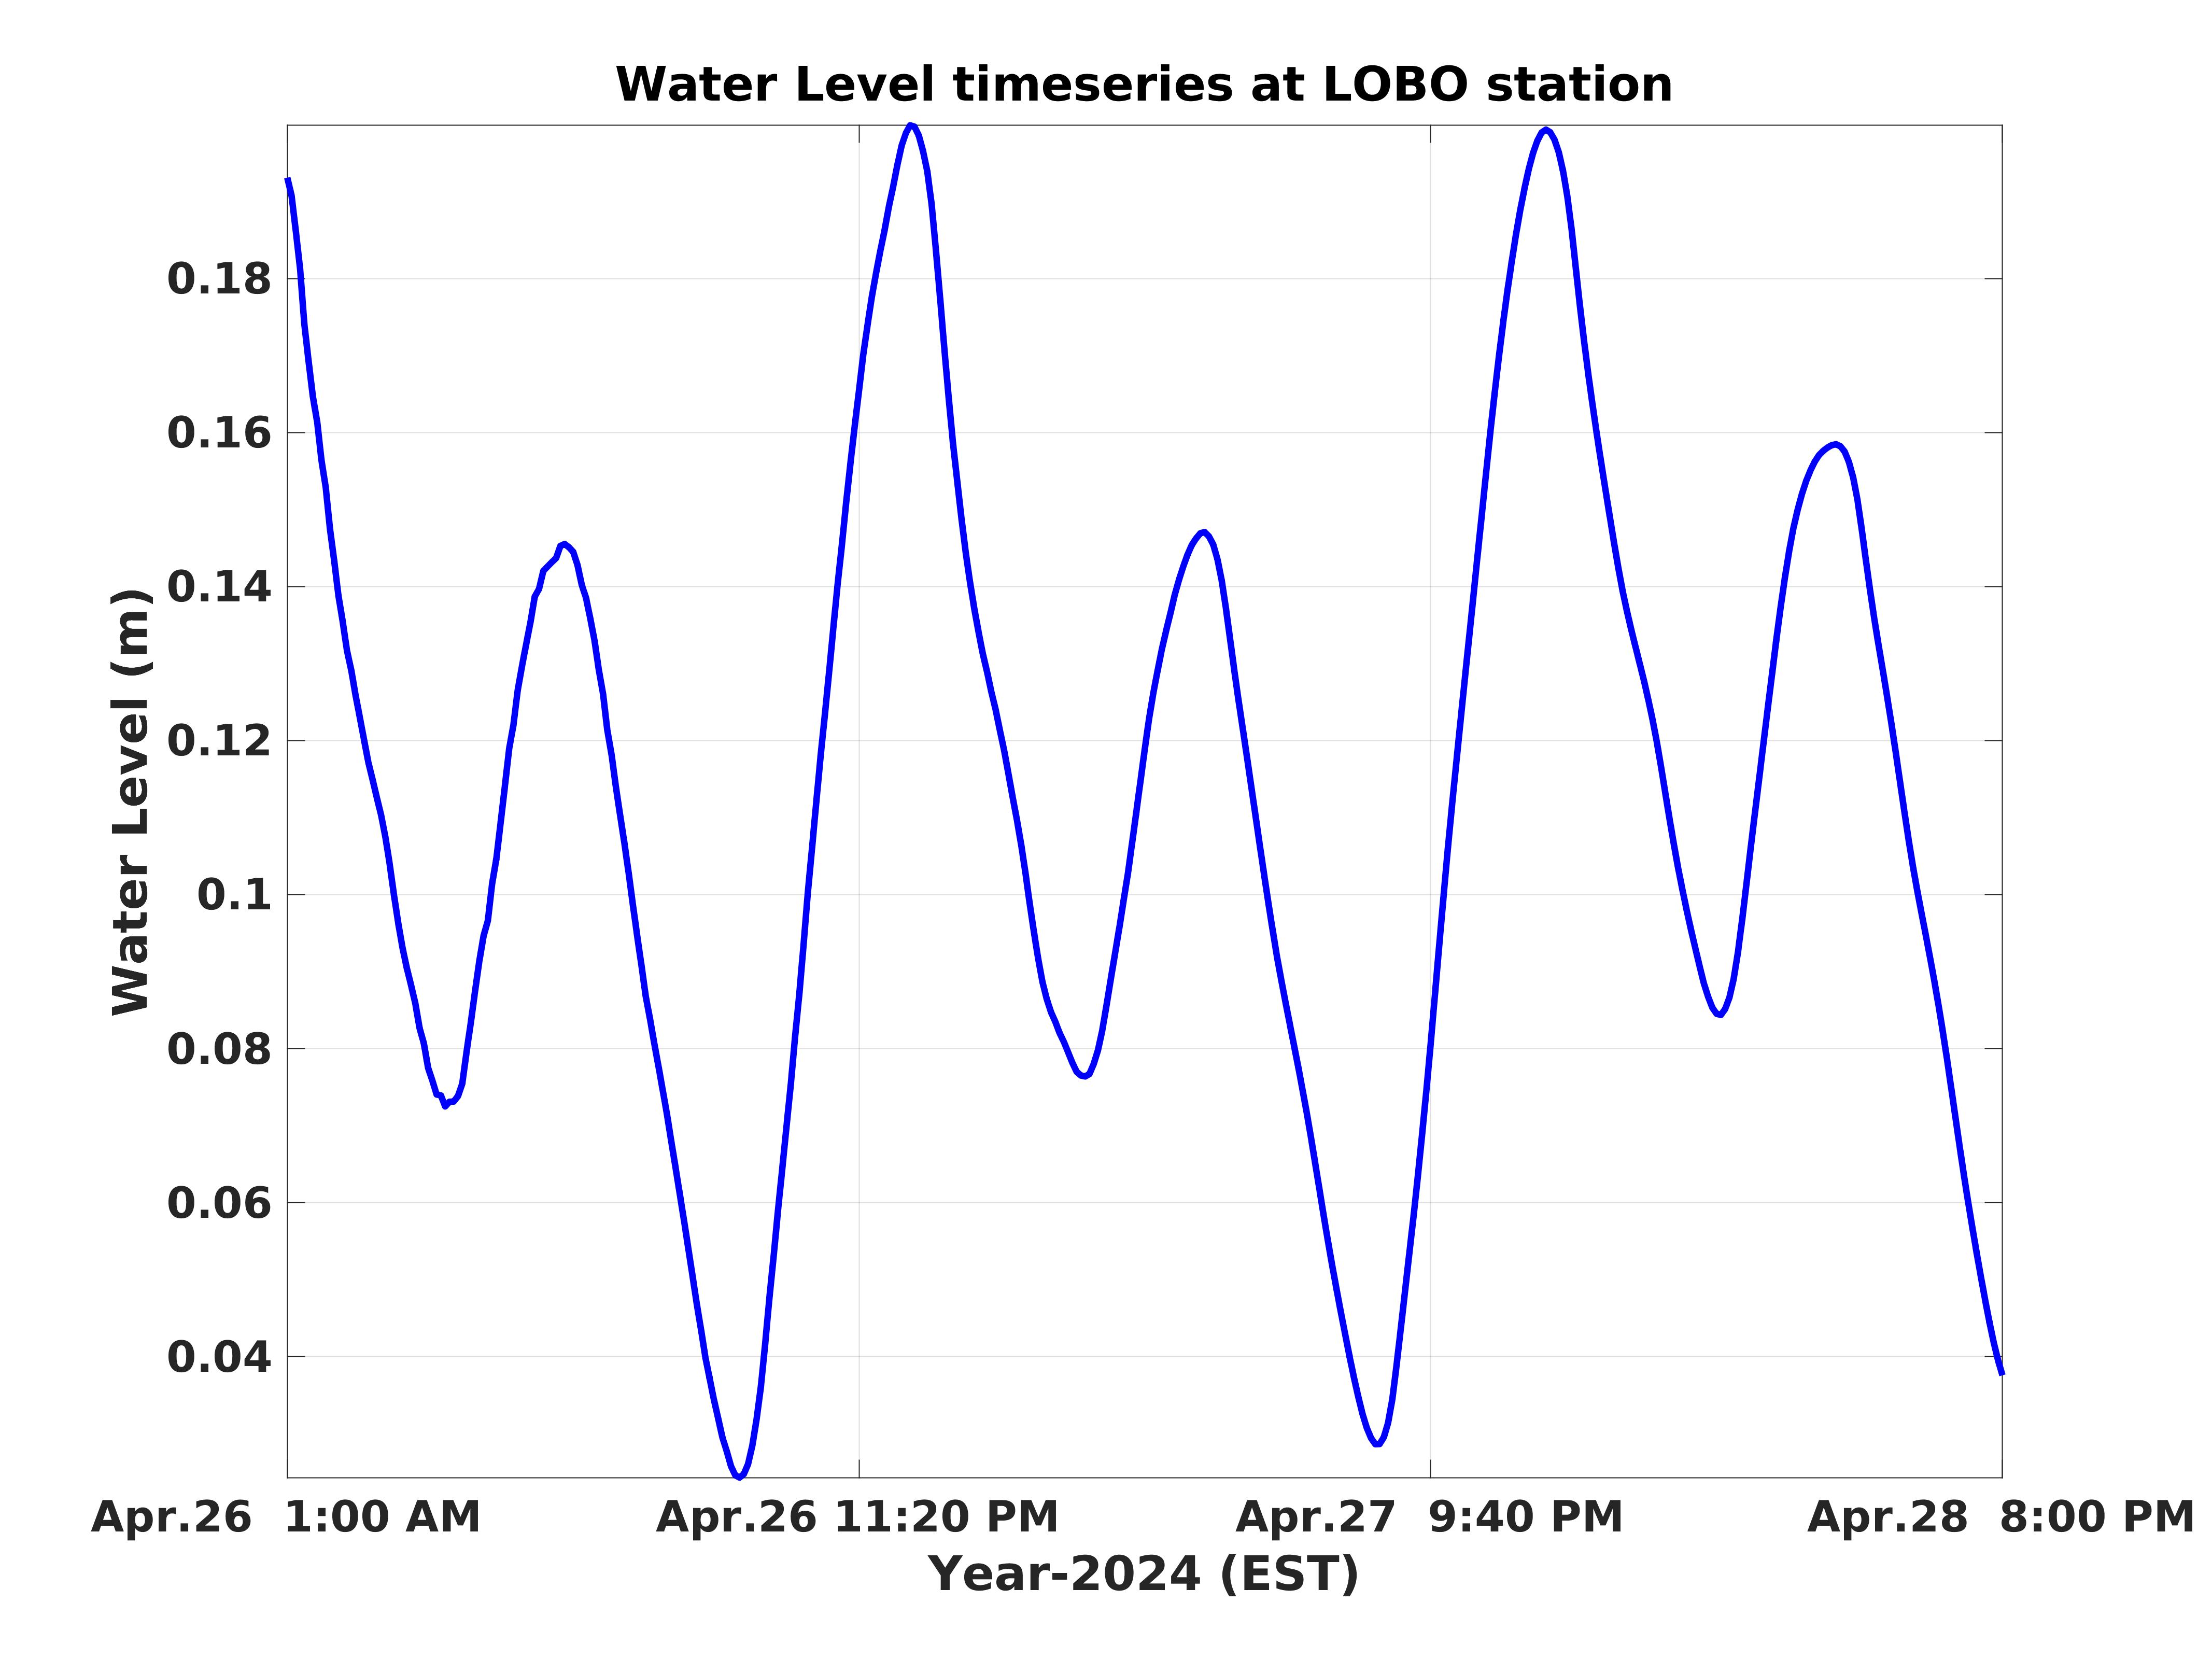 Water Level timeseries at LOBO station
Water Level (m)
0.18
0.16
0.14
0.12
0.1
0.08
0.06
0.04
Apr.26  1:00 AM
Apr.26 11:20 PM
Apr.27  9:40 PM
Apr.28  8:00 PM
Year-2024 (EST)